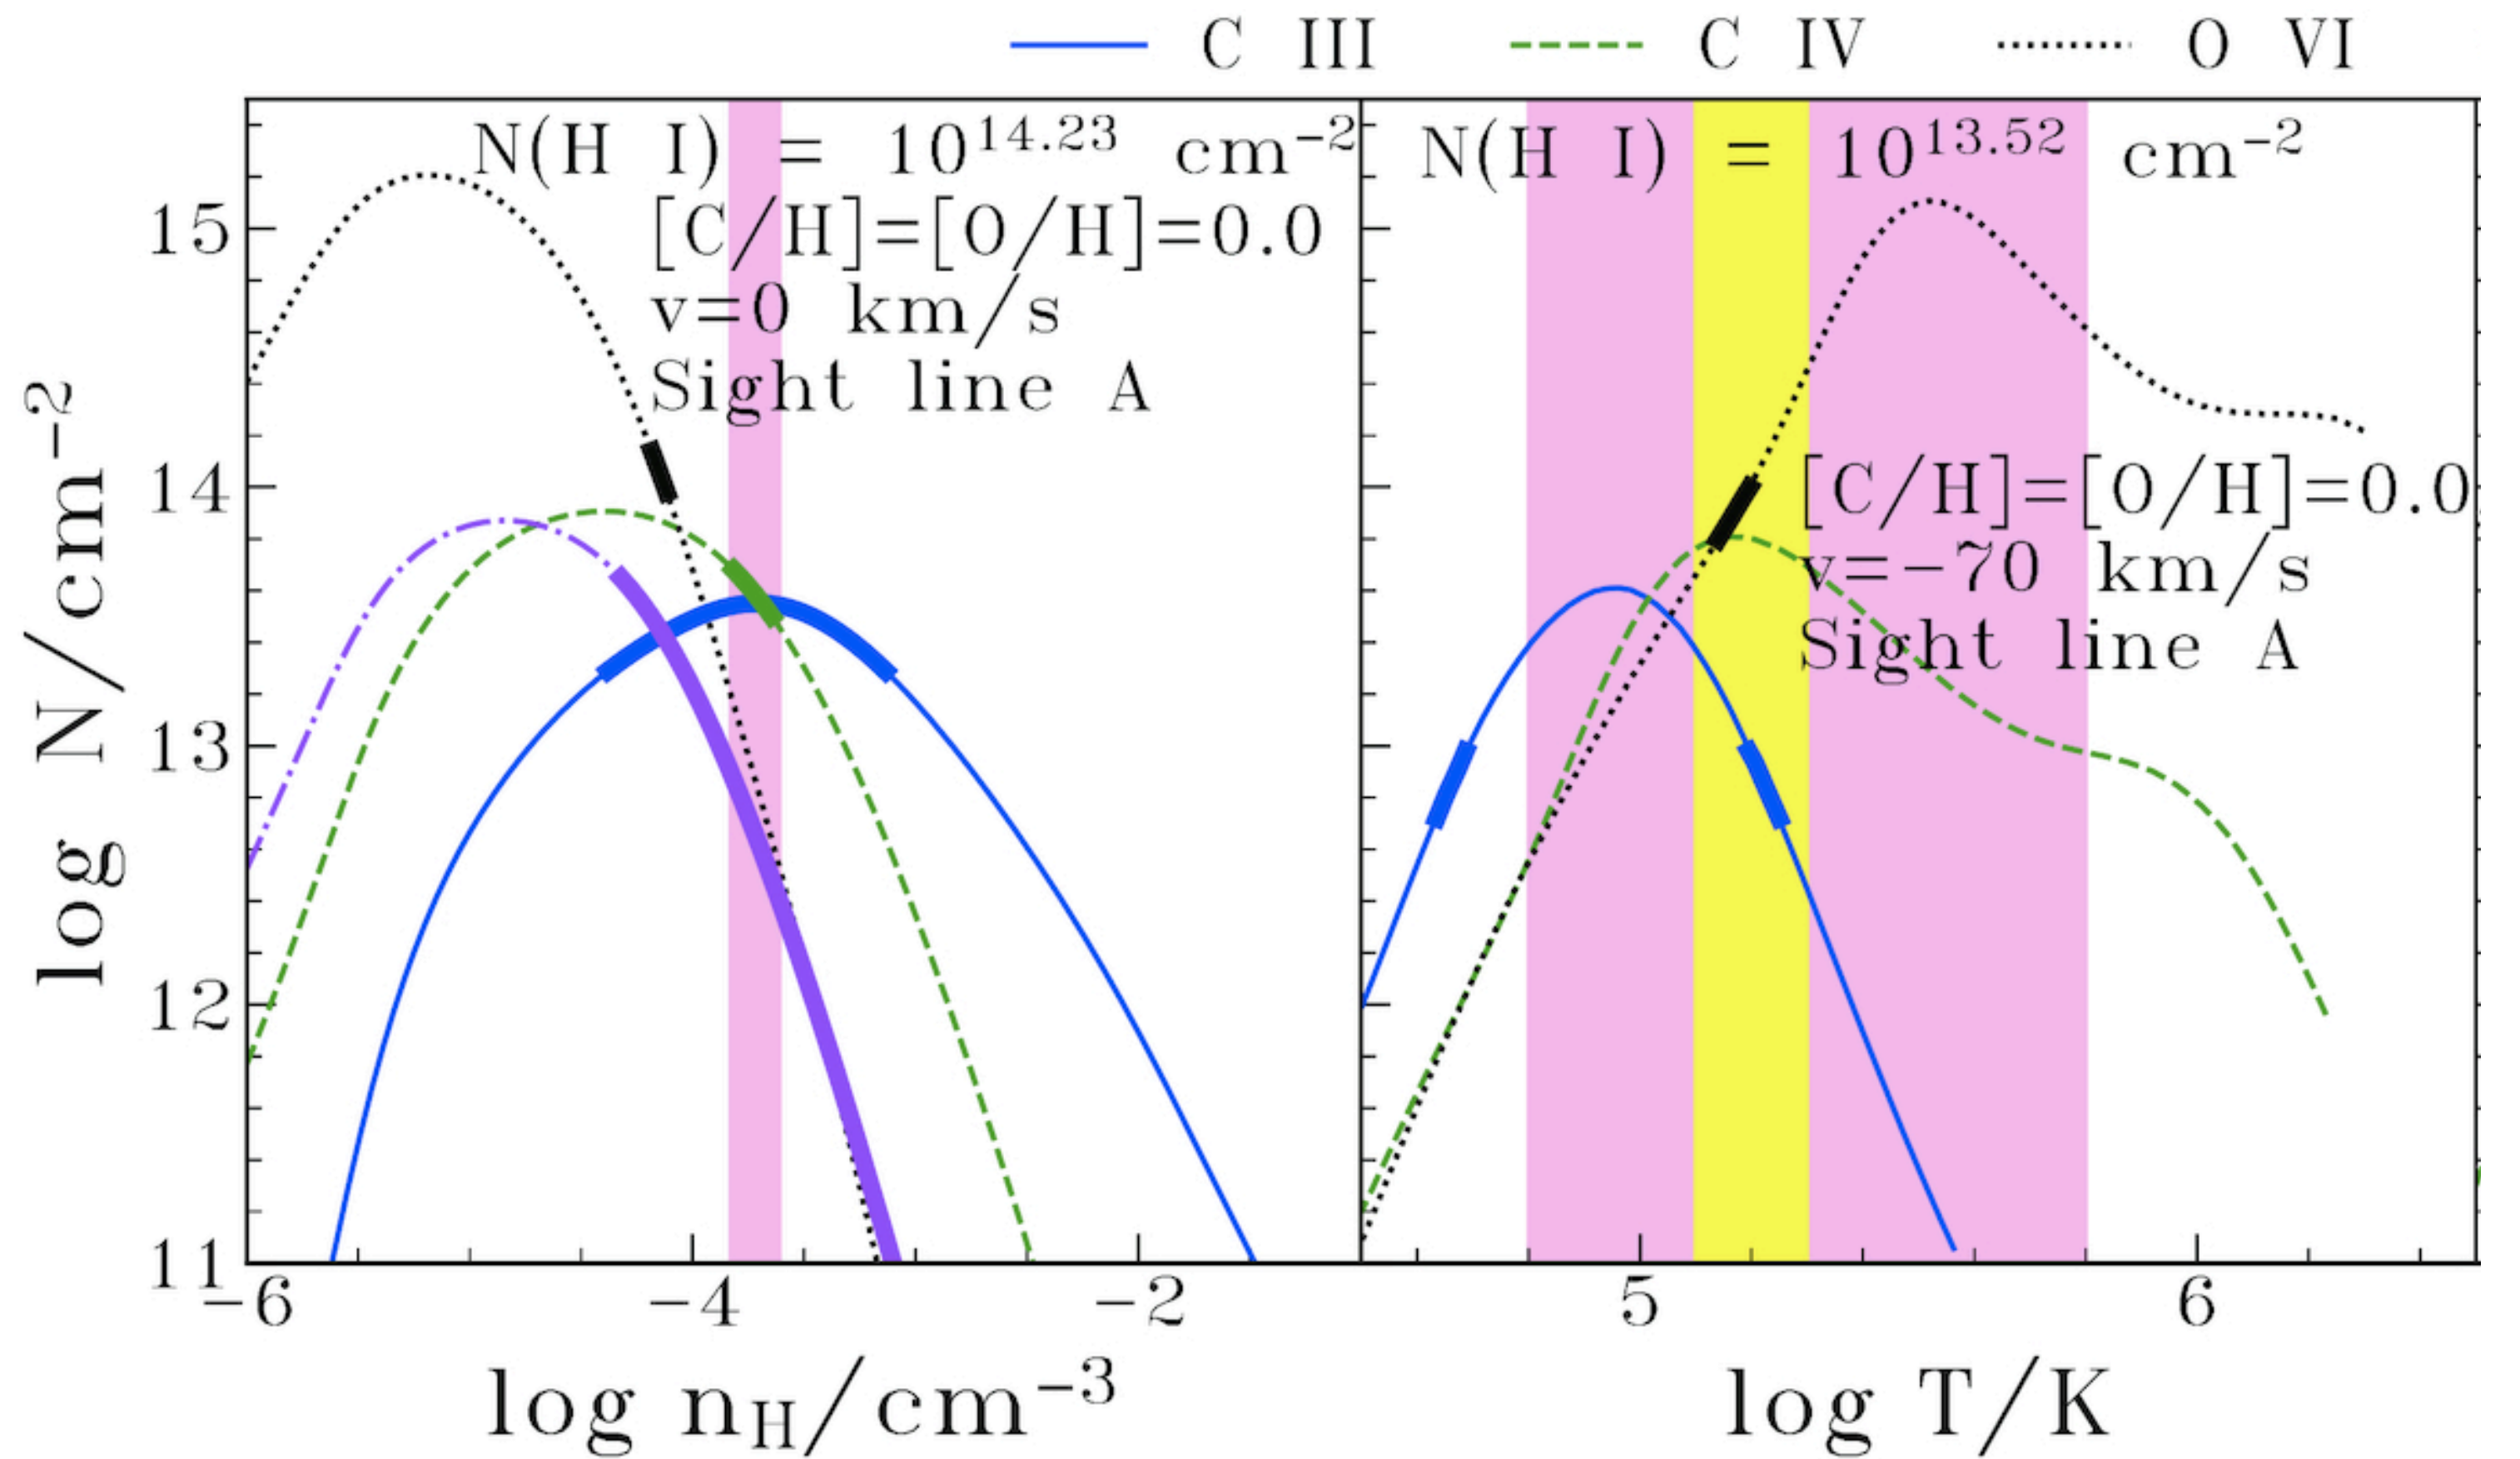 C III C IV O VI
N(H I) = 10^14.23 cm^−2
[C/H]=[O/H]=0.0
v=0 km/s
Sight line A
N(H I) = 10^13.52 cm^−2
[C/H]=[O/H]=0.0
v=−70 km/s
Sight line A
log N/cm^−2
15
14
13
12
11
−6 −4 −2
5 6
log n_H/cm^−3
log T/K